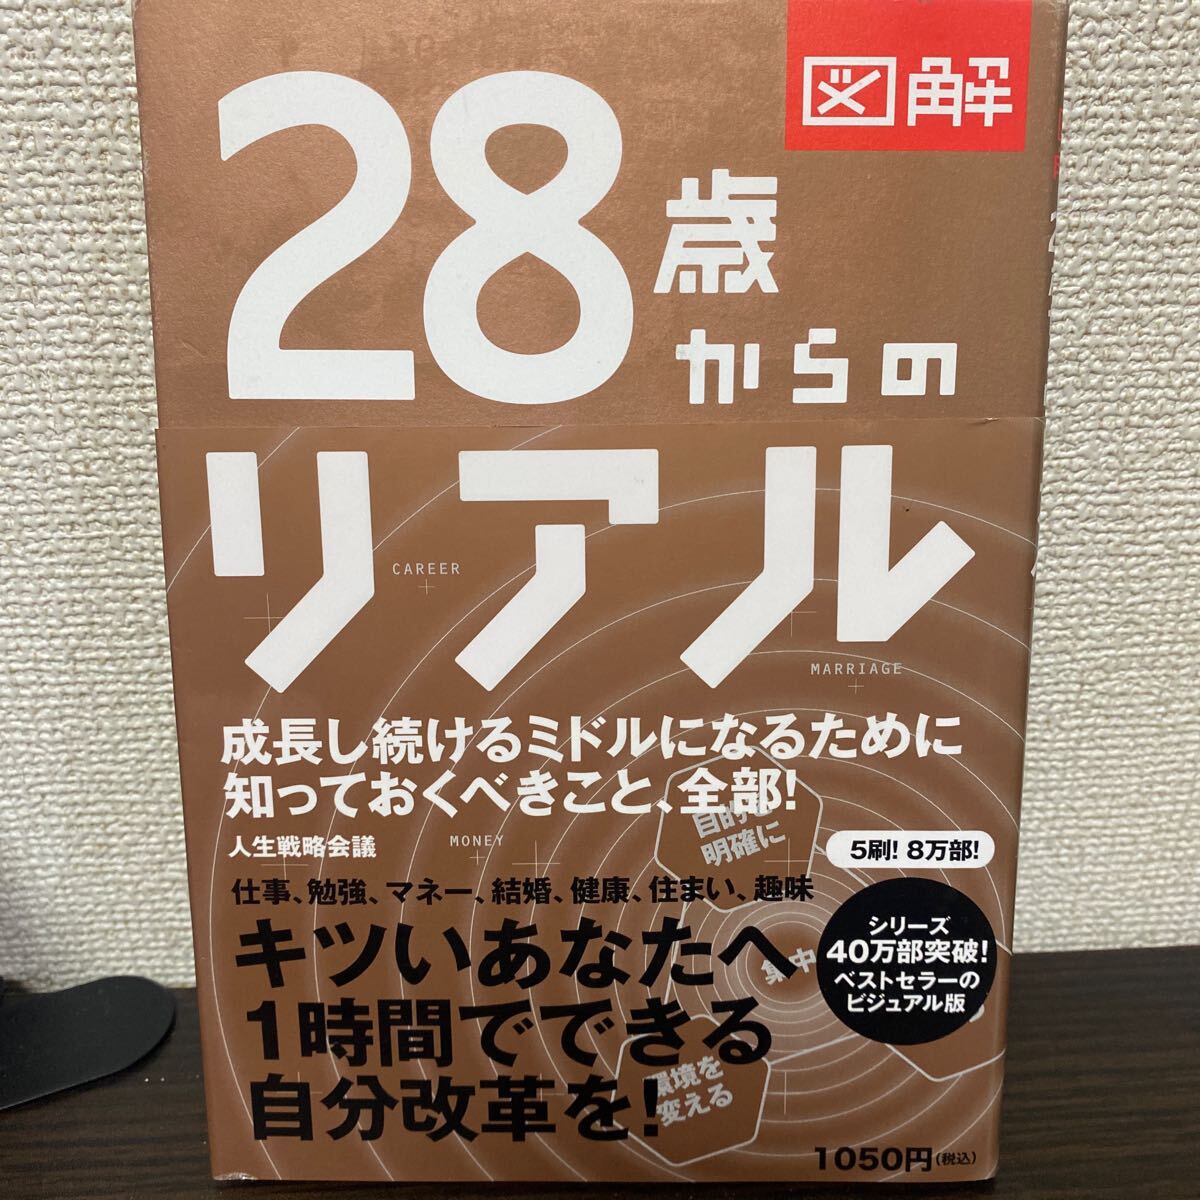 図解
28歳
からの
リアル
CAREER
MARRIAGE
成長し続けるミドルになるために
知っておくべきこと、全部!
人生戦略会議
MONEY
明確に
5刷! 8万部!
仕事、勉強、マネー、結婚、健康、住まい、趣味
キツいあなたへ
1時間でできる
自分改革を!
集中
シリーズ
40万部突破!
ベストセラーの
ビジュアル版
環境を
変える
1050円(税込)